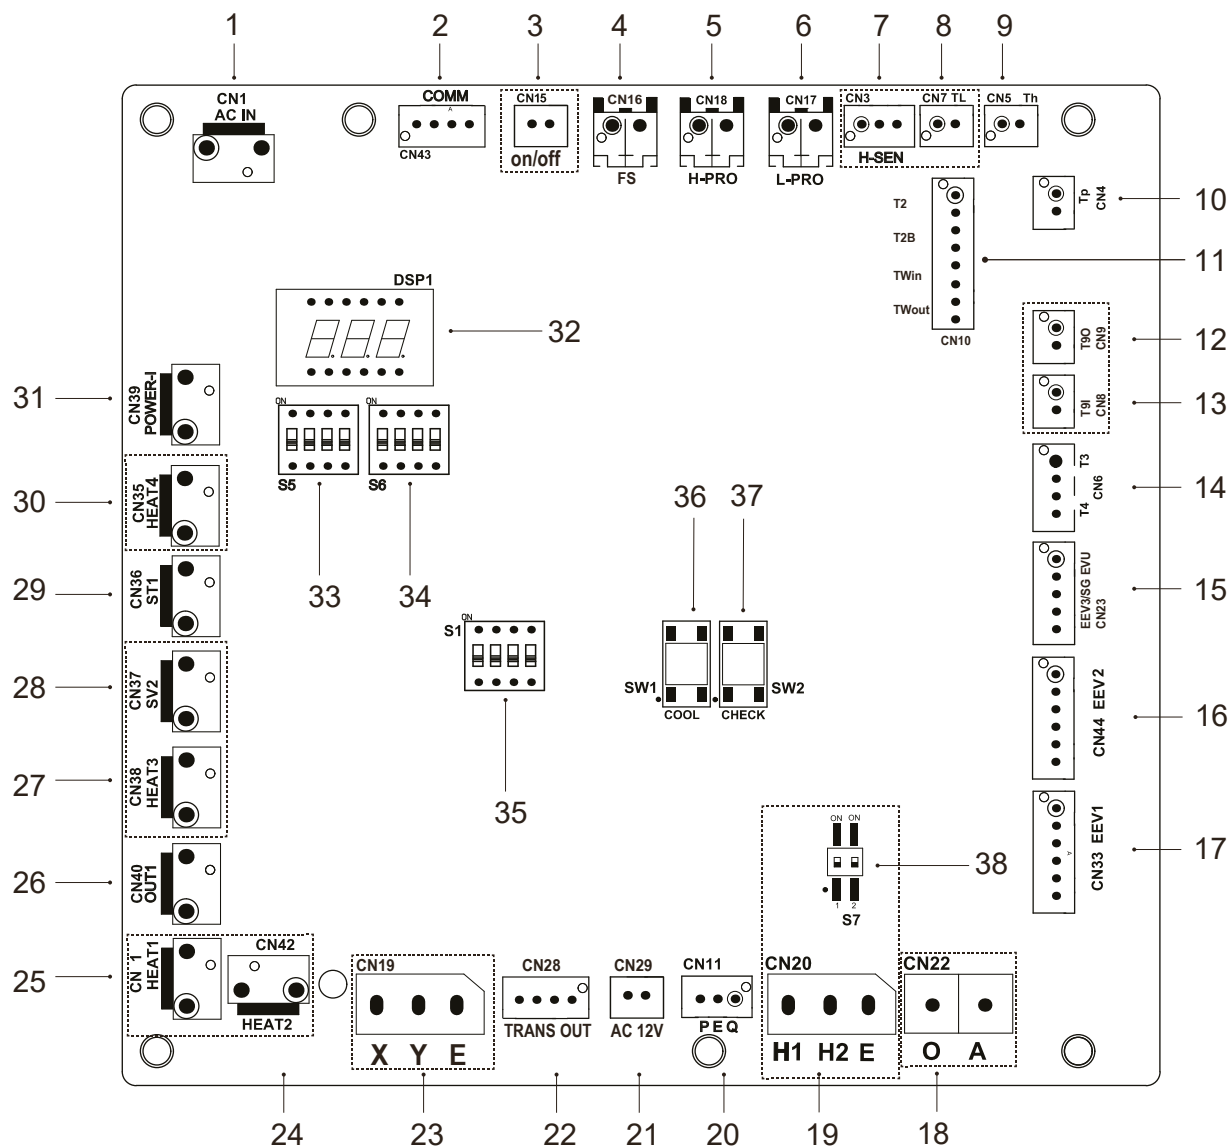 1 2 3 4 5 6 7 8 9
CN1
AC IN
COMM
A
CN43
CN15
on/off
CN16
FS
CN18
H-PRO
CN17
L-PRO
CN3
H-SEN
CN7 TL
CN5 Th
Tp
CN4
10
T2
T2B
TWin
TWout
CN10
11
DSP1
32
T9O
CN9
12
T9I
CN8
13
31
CN39
POWER-I
ON
S5
ON
S6
33
34
30
CN35
HEAT4
T3
CN6
T4
14
36
37
29
CN36
ST1
EEV3/SG EVU
CN23
15
ON
S1
35
SW1
COOL
SW2
CHECK
28
CN37
SV2
CN44 EEV2
16
27
CN38
HEAT3
ON ON
1 2
S7
38
CN33 EEV1
A
17
26
CN40
OUT1
25
CN 1
HEAT1
CN42
HEAT2
CN19
X Y E
CN28
TRANS OUT
CN29
AC 12V
CN11
P E Q
CN20
H1 H2 E
CN22
O A
24 23 22 21 20 19 18